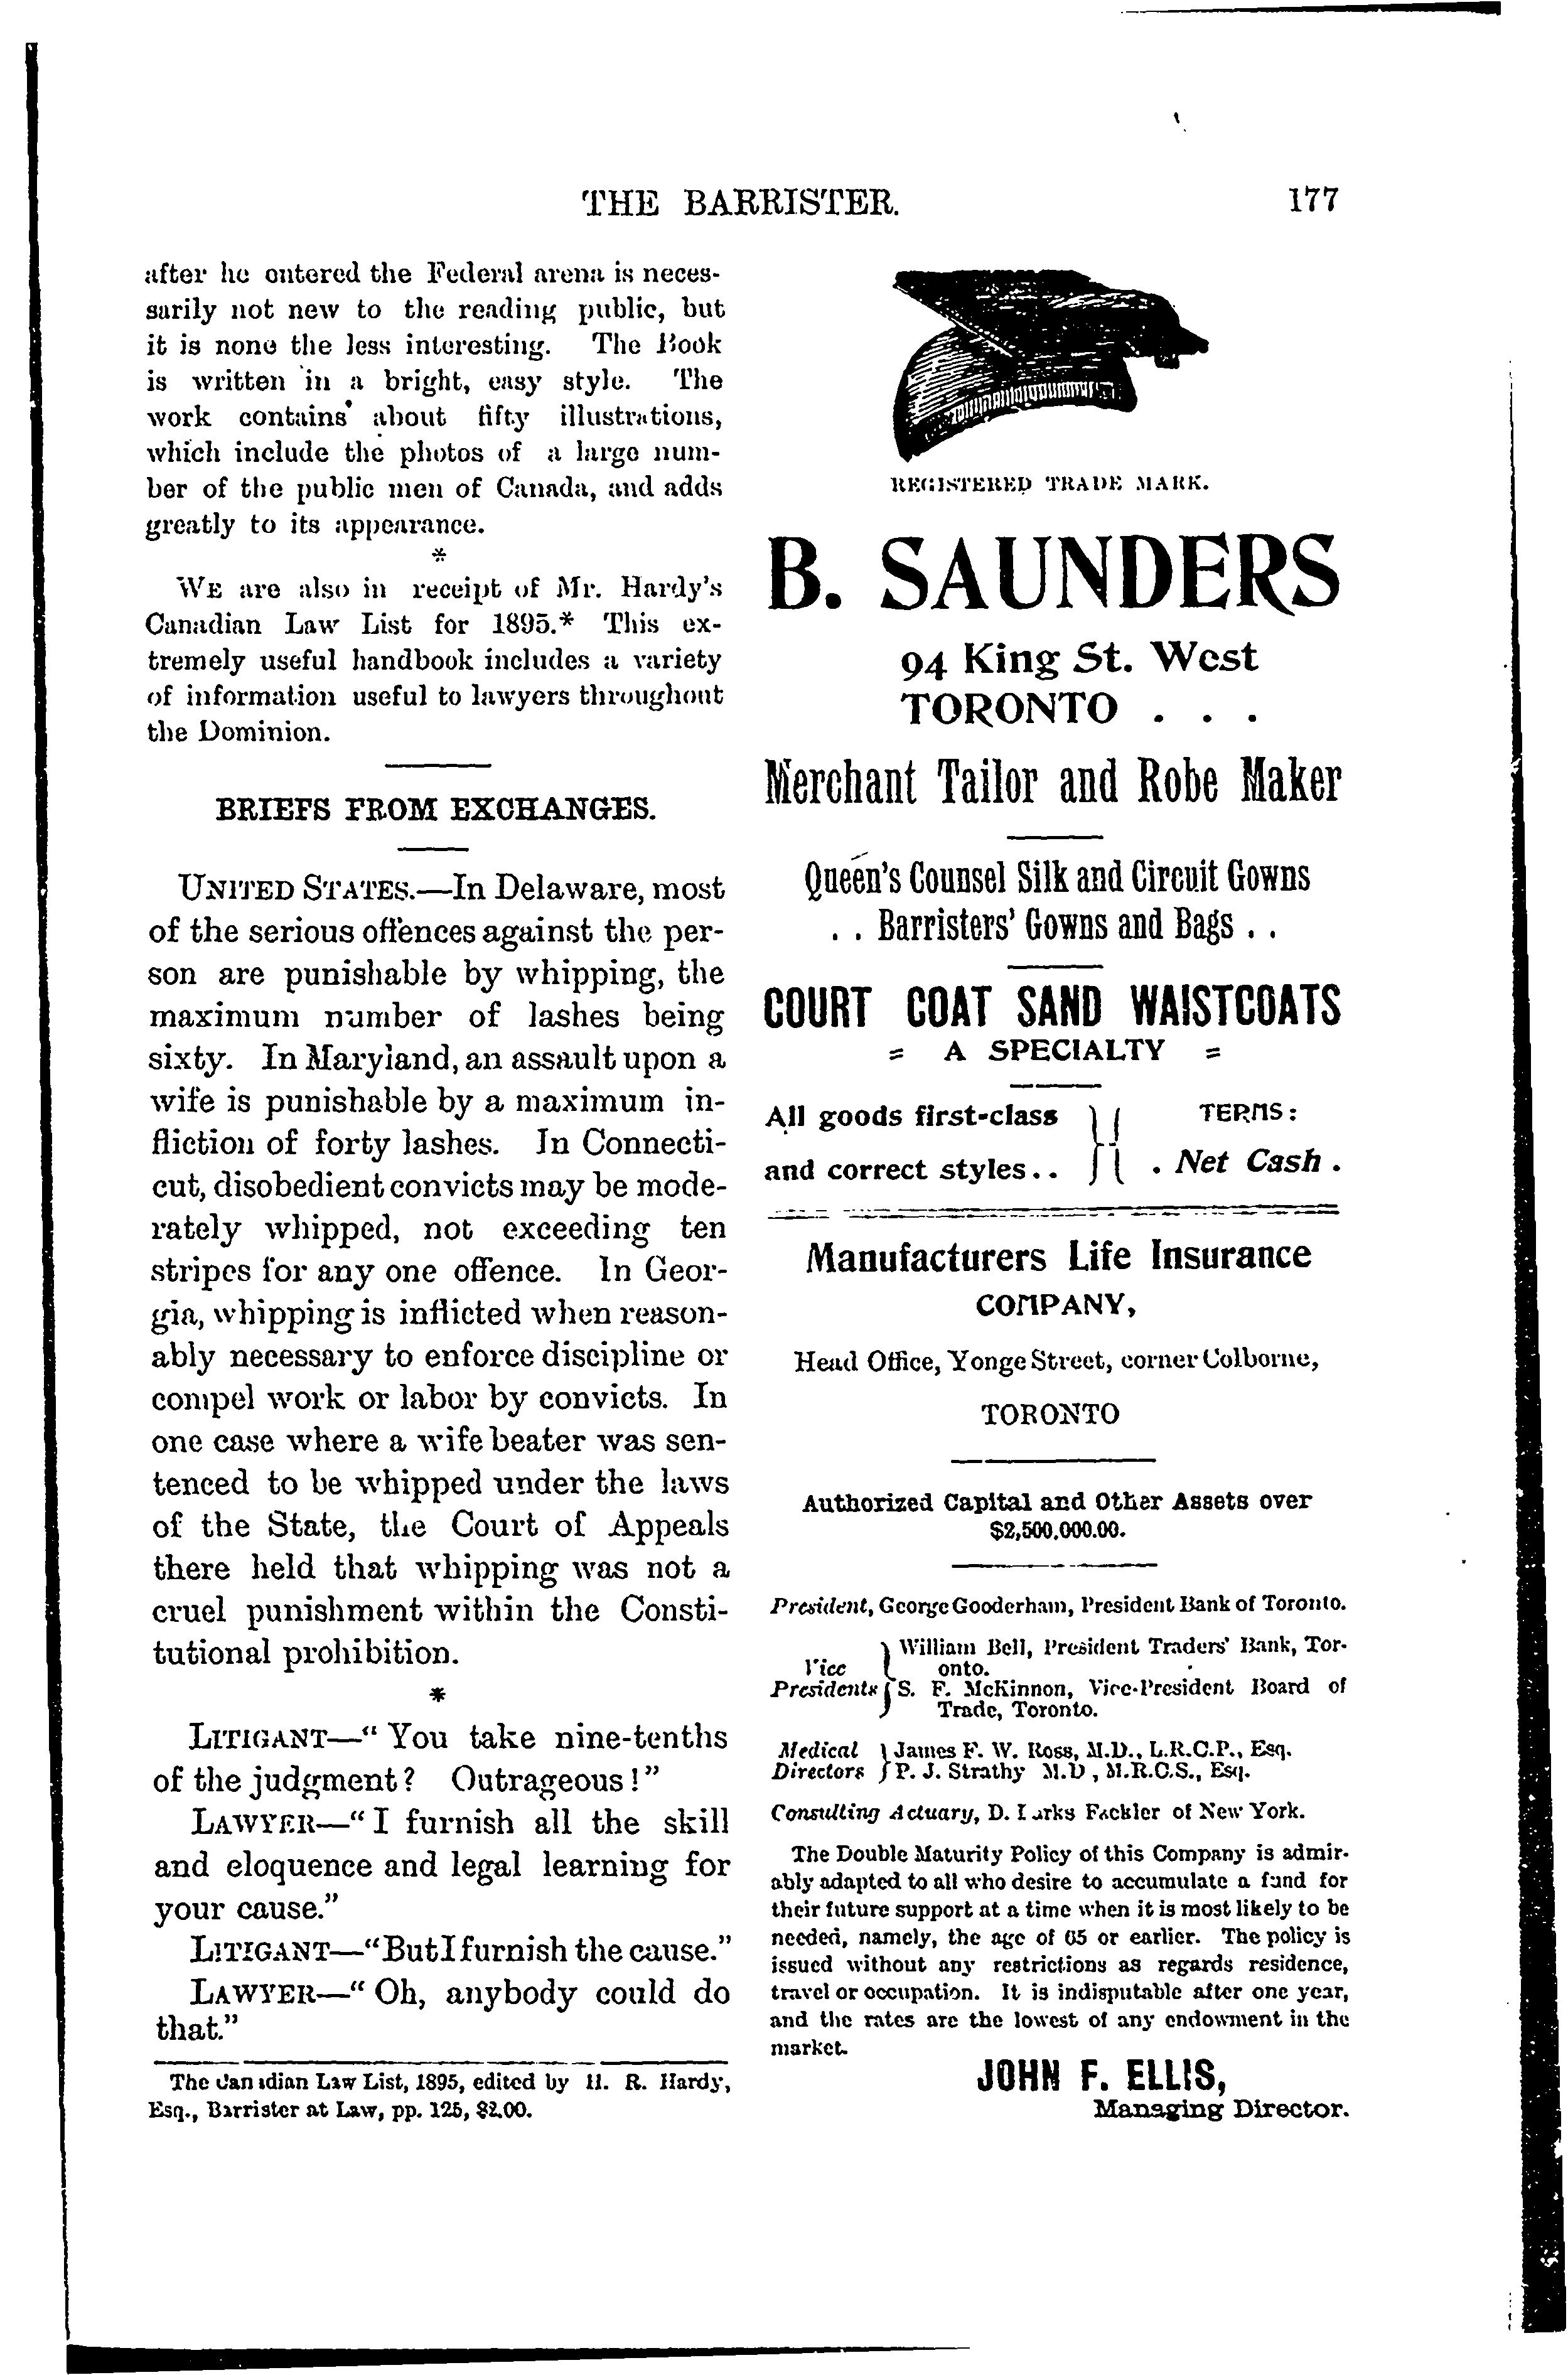 THE BARRISTER.
177
after he entered the Federal arena is neces-
sarily not new to the reading public, but
it is none the less interesting. The Book
is written in a bright, easy style. The
work contains about fifty illustrations,
which include the photos of a large num-
ber of the public men of Canada, and adds
greatly to its appearance.
*
WE are also in receipt of Mr. Hardy's
Canadian Law List for 1895.* This ex-
tremely useful handbook includes a variety
of information useful to lawyers throughout
the Dominion.
BRIEFS FROM EXCHANGES.
UNITED STATES.—In Delaware, most
of the serious offences against the per-
son are punishable by whipping, the
maximum number of lashes being
sixty. In Maryland, an assault upon a
wife is punishable by a maximum in-
fliction of forty lashes. In Connecti-
cut, disobedient convicts may be mode-
rately whipped, not exceeding ten
stripes for any one offence. In Geor-
gia, whipping is inflicted when reason-
ably necessary to enforce discipline or
compel work or labor by convicts. In
one case where a wife beater was sen-
tenced to be whipped under the laws
of the State, the Court of Appeals
there held that whipping was not a
cruel punishment within the Consti-
tutional prohibition.
*
LITIGANT—“ You take nine-tenths
of the judgment? Outrageous!”
LAWYER—“ I furnish all the skill
and eloquence and legal learning for
your cause.”
LITIGANT—“But I furnish the cause.”
LAWYER—“ Oh, anybody could do
that.”
The Canadian Law List, 1895, edited by H. R. Hardy,
Esq., Barrister at Law, pp. 125, $2.00.
REGISTERED TRADE MARK.
B. SAUNDERS
94 King St. West
TORONTO . . .
Merchant Tailor and Robe Maker
Queen's Counsel Silk and Circuit Gowns
. . Barristers' Gowns and Bags . .
COURT COAT SAND WAISTCOATS
= A SPECIALTY =
All goods first-class } { TERMS:
and correct styles.. } { . Net Cash .
Manufacturers Life Insurance
COMPANY,
Head Office, Yonge Street, corner Colborne,
TORONTO
Authorized Capital and Other Assets over
$2,500,000.00.
President, George Gooderham, President Bank of Toronto.
Vice Presidents } William Bell, President Traders' Bank, Tor-
onto.
S. F. McKinnon, Vice-President Board of
Trade, Toronto.
Medical } James F. W. Ross, M.D., L.R.C.P., Esq.
Directors } P. J. Strathy M.D , M.R.C.S., Esq.
Consulting Actuary, D. Parks Fackler of New York.
The Double Maturity Policy of this Company is admir-
ably adapted to all who desire to accumulate a fund for
their future support at a time when it is most likely to be
needed, namely, the age of 65 or earlier. The policy is
issued without any restrictions as regards residence,
travel or occupation. It is indisputable after one year,
and the rates are the lowest of any endowment in the
market.
JOHN F. ELLIS,
Managing Director.